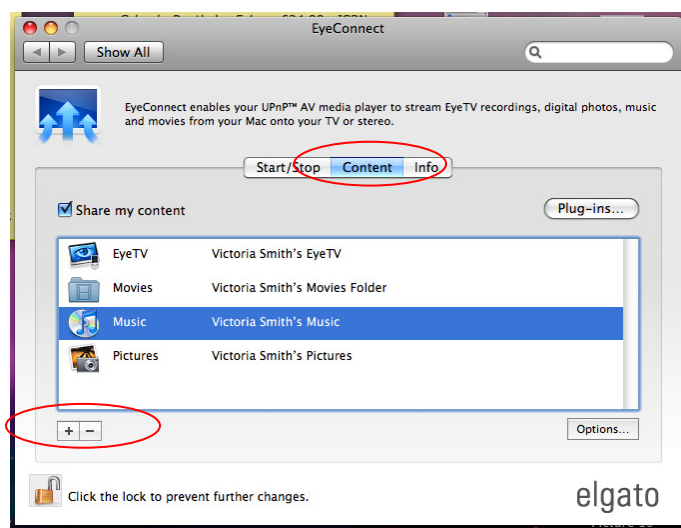 EyeConnect
Show All
EyeConnect enables your UPnP™ AV media player to stream EyeTV recordings, digital photos, music
and movies from your Mac onto your TV or stereo.
Start/Stop Content Info
Share my content Plug-ins...
EyeTV Victoria Smith's EyeTV
Movies Victoria Smith's Movies Folder
Music Victoria Smith's Music
Pictures Victoria Smith's Pictures
+ − Options...
Click the lock to prevent further changes. elgato